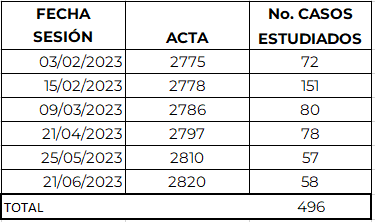 FECHA SESIÓN ACTA No. CASOS ESTUDIADOS
03/02/2023 2775 72
15/02/2023 2778 151
09/03/2023 2786 80
21/04/2023 2797 78
25/05/2023 2810 57
21/06/2023 2820 58
TOTAL 496